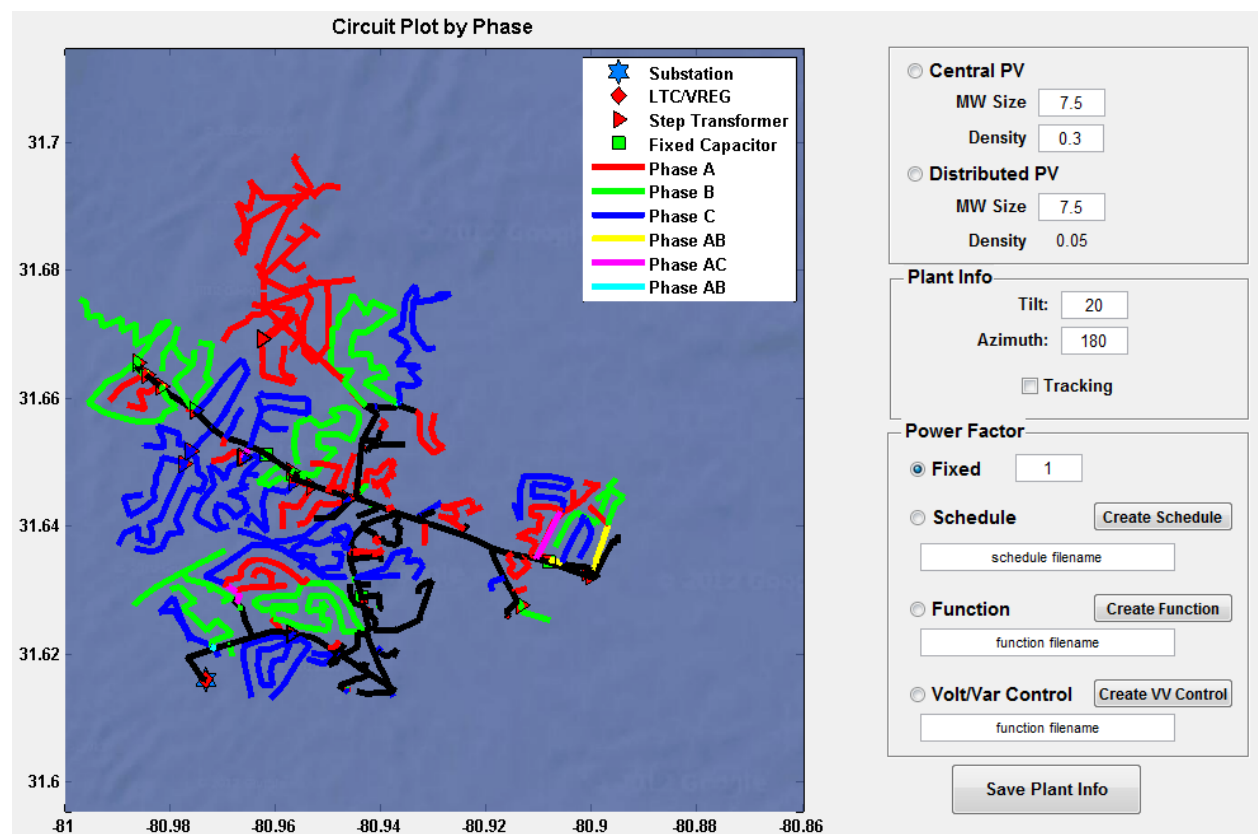 Circuit Plot by Phase
Substation
LTC/VREG
Step Transformer
Fixed Capacitor
Phase A
Phase B
Phase C
Phase AB
Phase AC
Phase AB
31.7
31.68
31.66
31.64
31.62
31.6
-81
-80.98
-80.96
-80.94
-80.92
-80.9
-80.88
-80.86
Central PV
MW Size 7.5
Density 0.3
Distributed PV
MW Size 7.5
Density 0.05
Plant Info
Tilt: 20
Azimuth: 180
Tracking
Power Factor
Fixed 1
Schedule Create Schedule
schedule filename
Function Create Function
function filename
Volt/Var Control Create VV Control
function filename
Save Plant Info